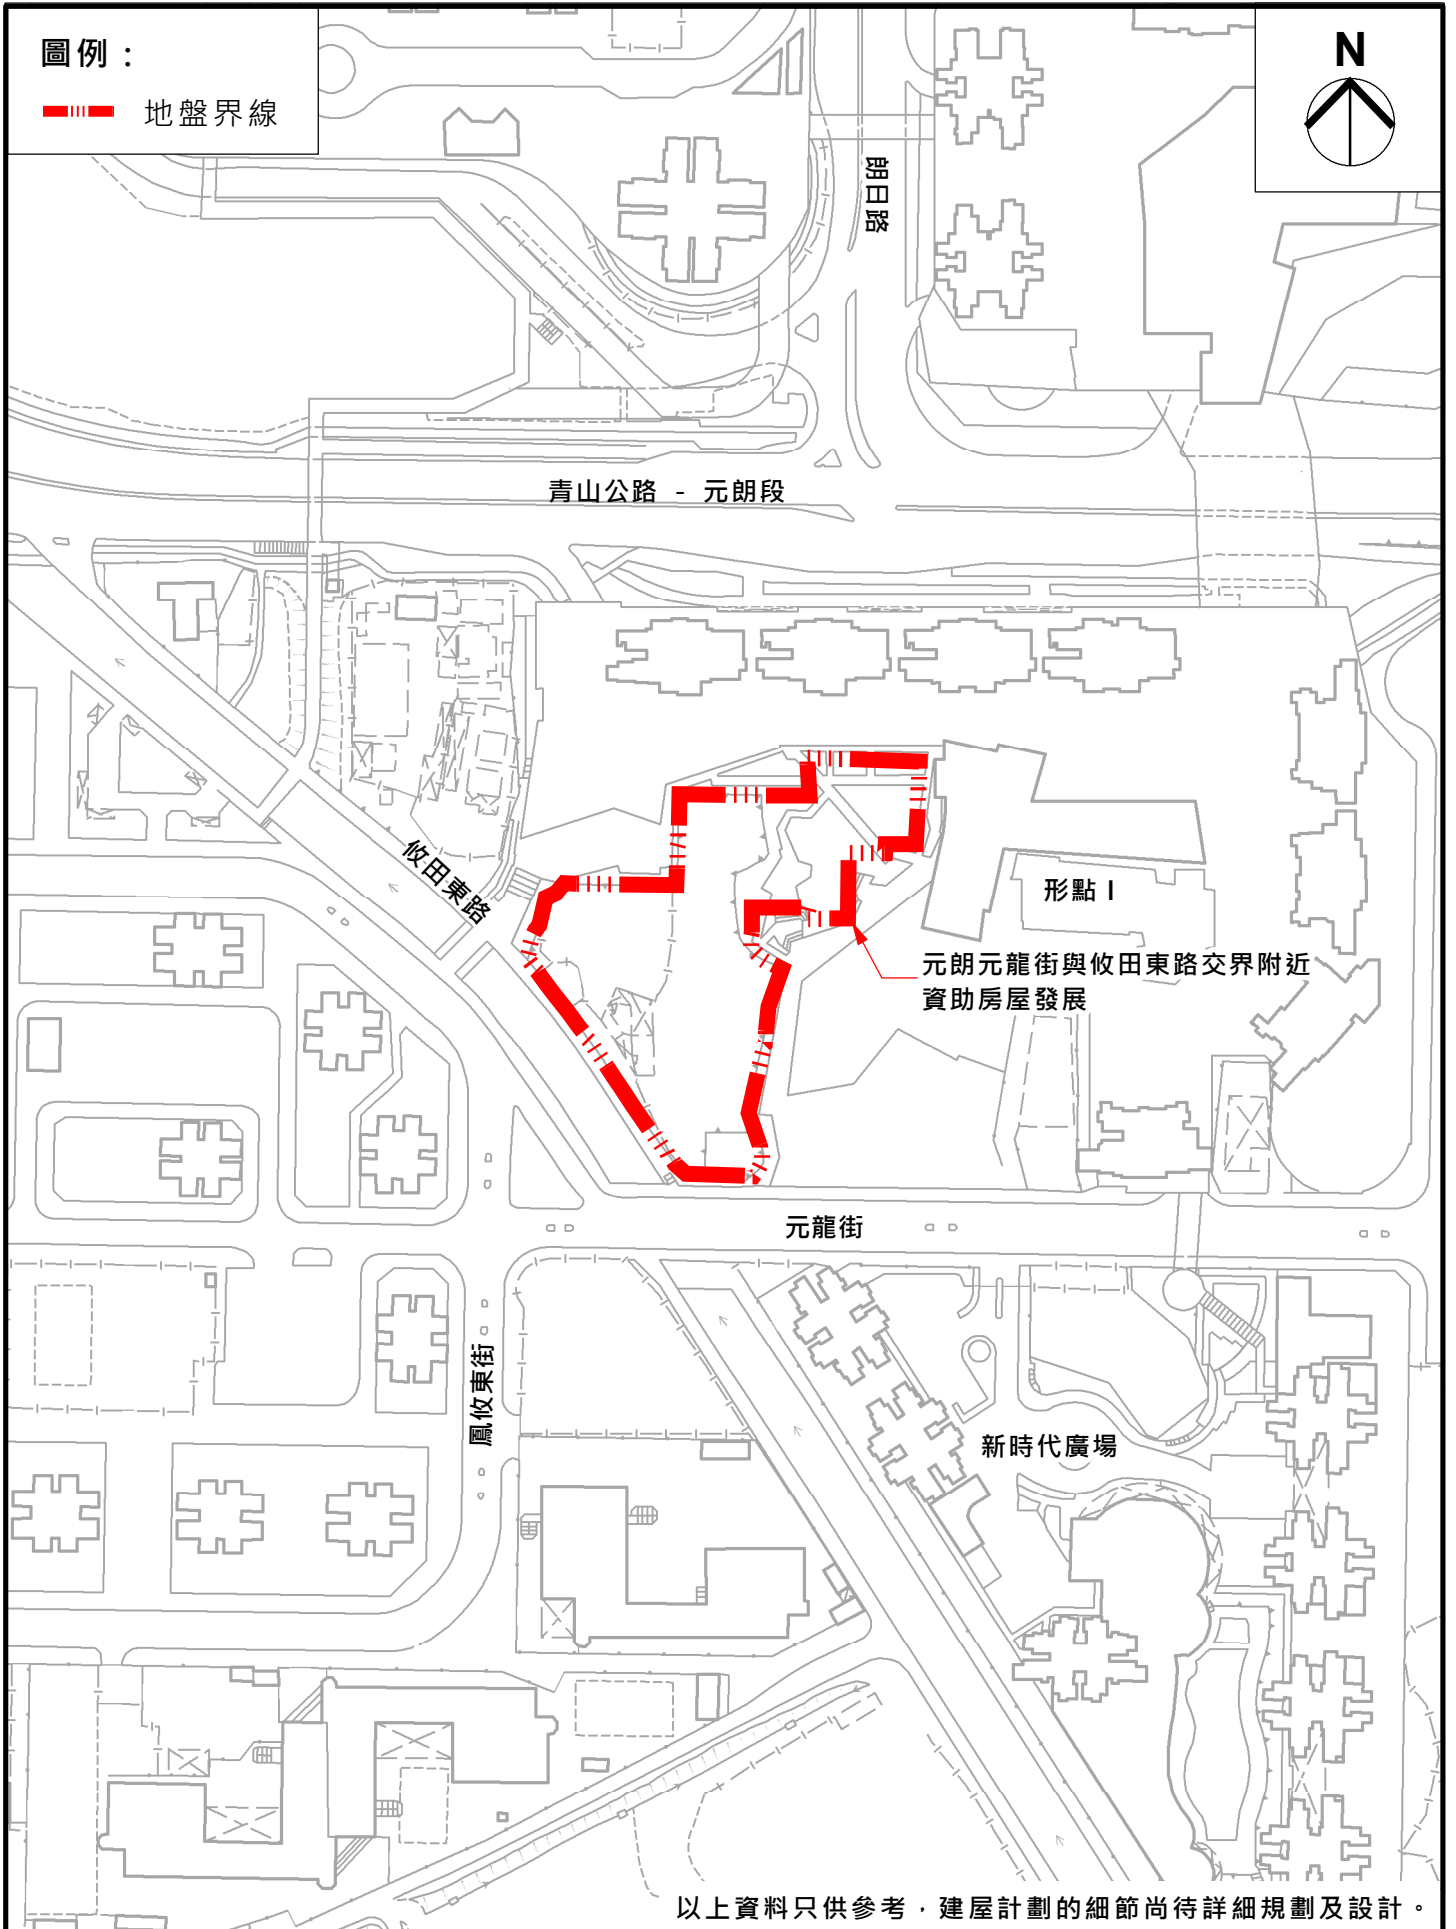 圖例：
地盤界線
N
朗日路
青山公路 - 元朗段
攸田東路
形點 I
元朗元龍街與攸田東路交界附近
資助房屋發展
元龍街
鳳攸東街
新時代廣場
以上資料只供參考，建屋計劃的細節尚待詳細規劃及設計。